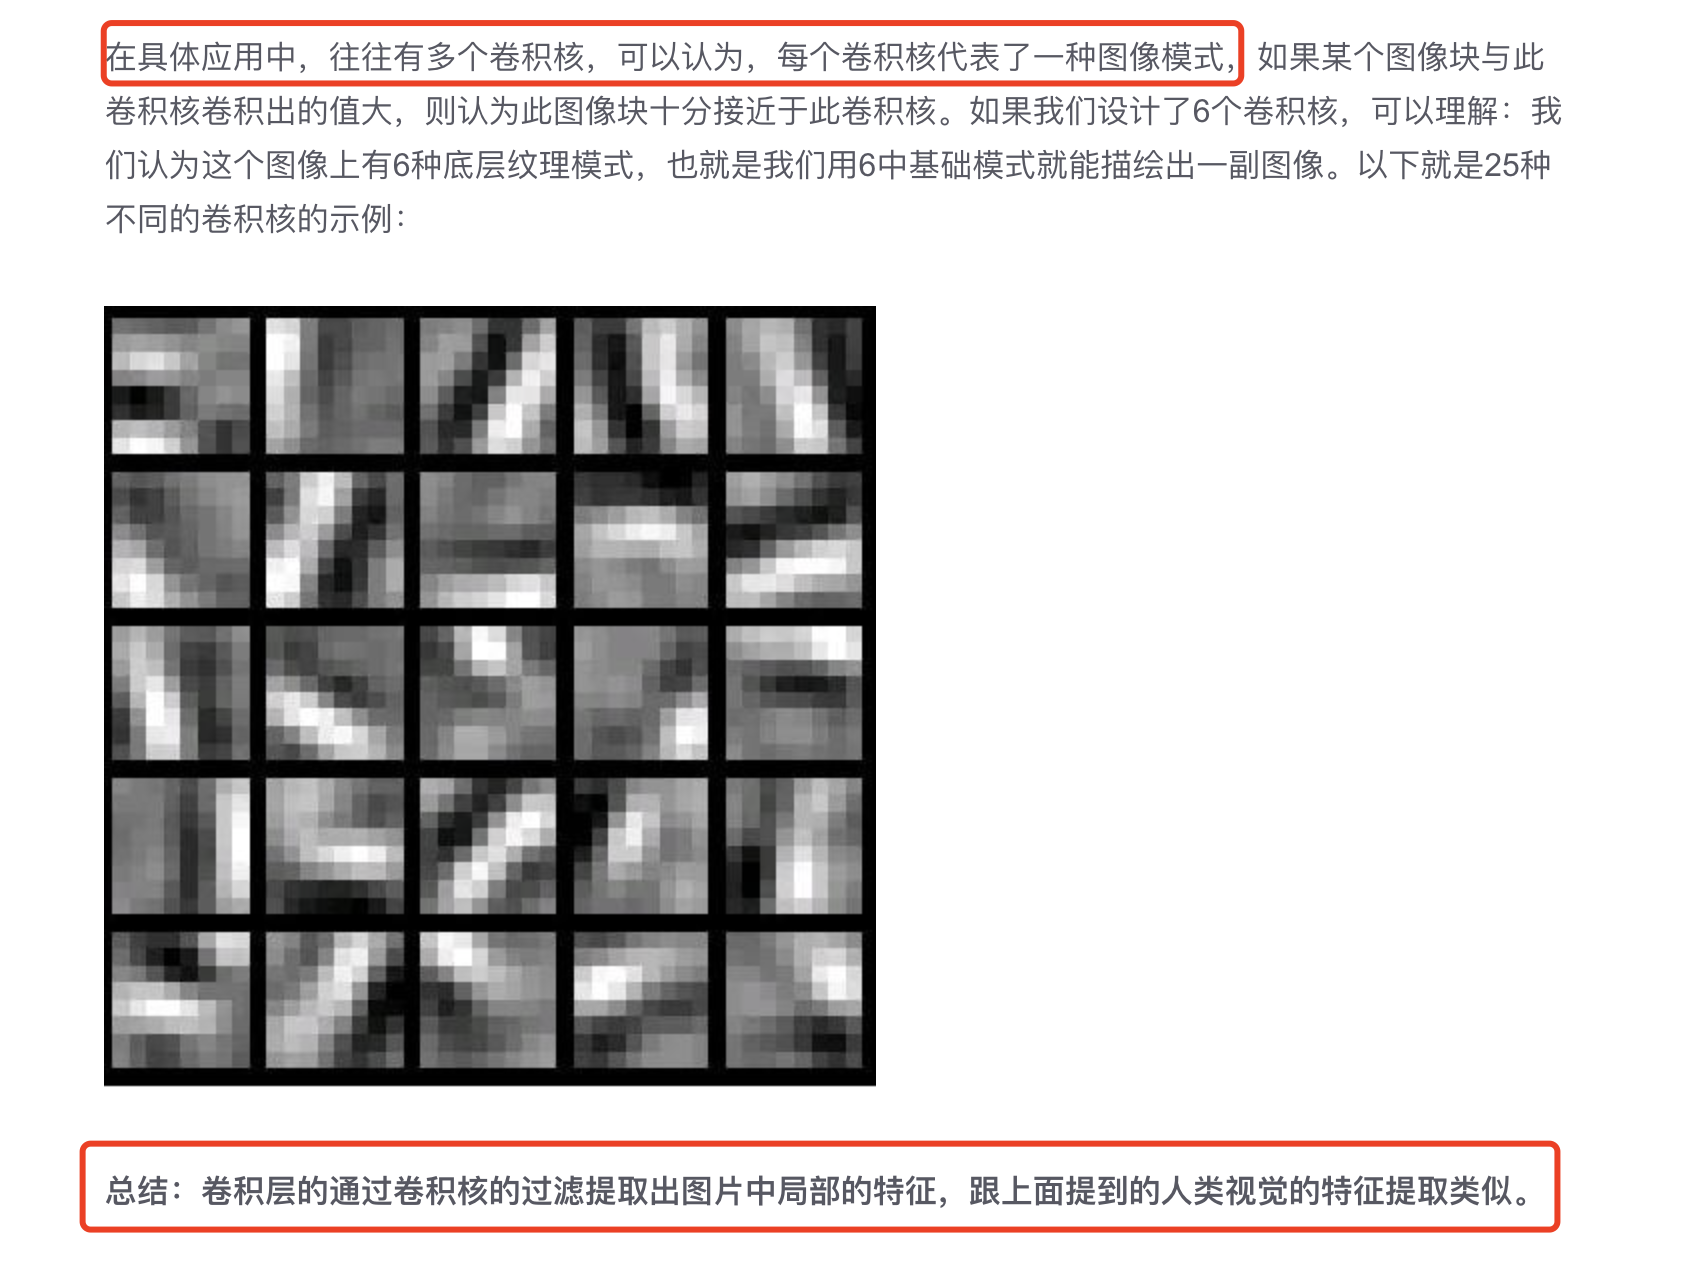 在具体应用中，往往有多个卷积核，可以认为，每个卷积核代表了一种图像模式，如果某个图像块与此
卷积核卷积出的值大，则认为此图像块十分接近于此卷积核。如果我们设计了6个卷积核，可以理解：我
们认为这个图像上有6种底层纹理模式，也就是我们用6中基础模式就能描绘出一副图像。以下就是25种
不同的卷积核的示例：
总结：卷积层的通过卷积核的过滤提取出图片中局部的特征，跟上面提到的人类视觉的特征提取类似。